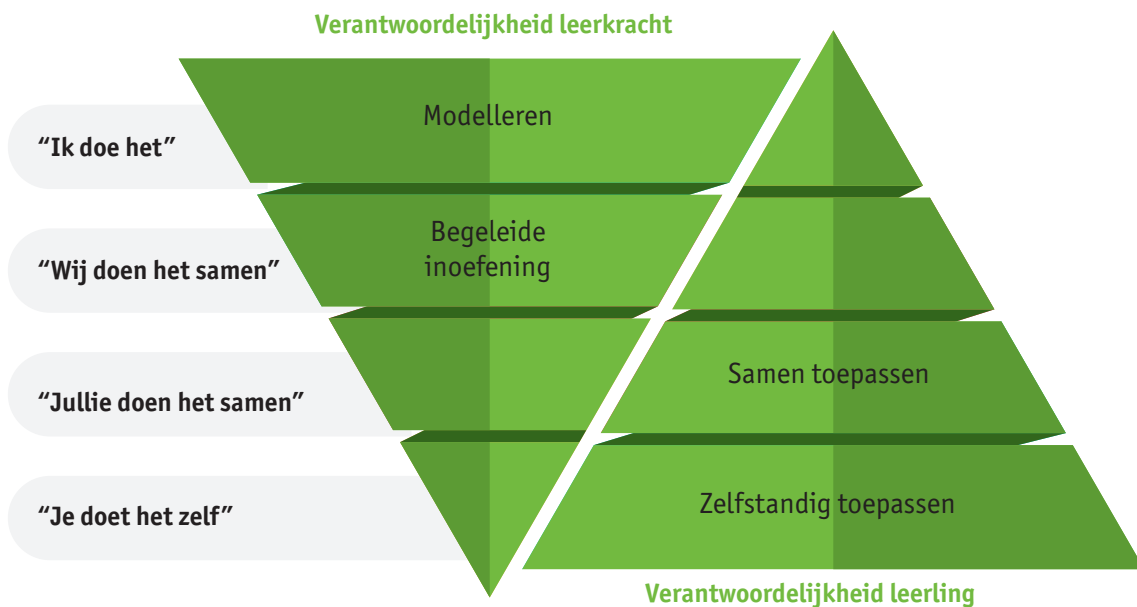 Verantwoordelijkheid leerkracht
Modelleren
“Ik doe het”
Begeleide
inoefening
“Wij doen het samen”
Samen toepassen
“Jullie doen het samen”
Zelfstandig toepassen
“Je doet het zelf”
Verantwoordelijkheid leerling